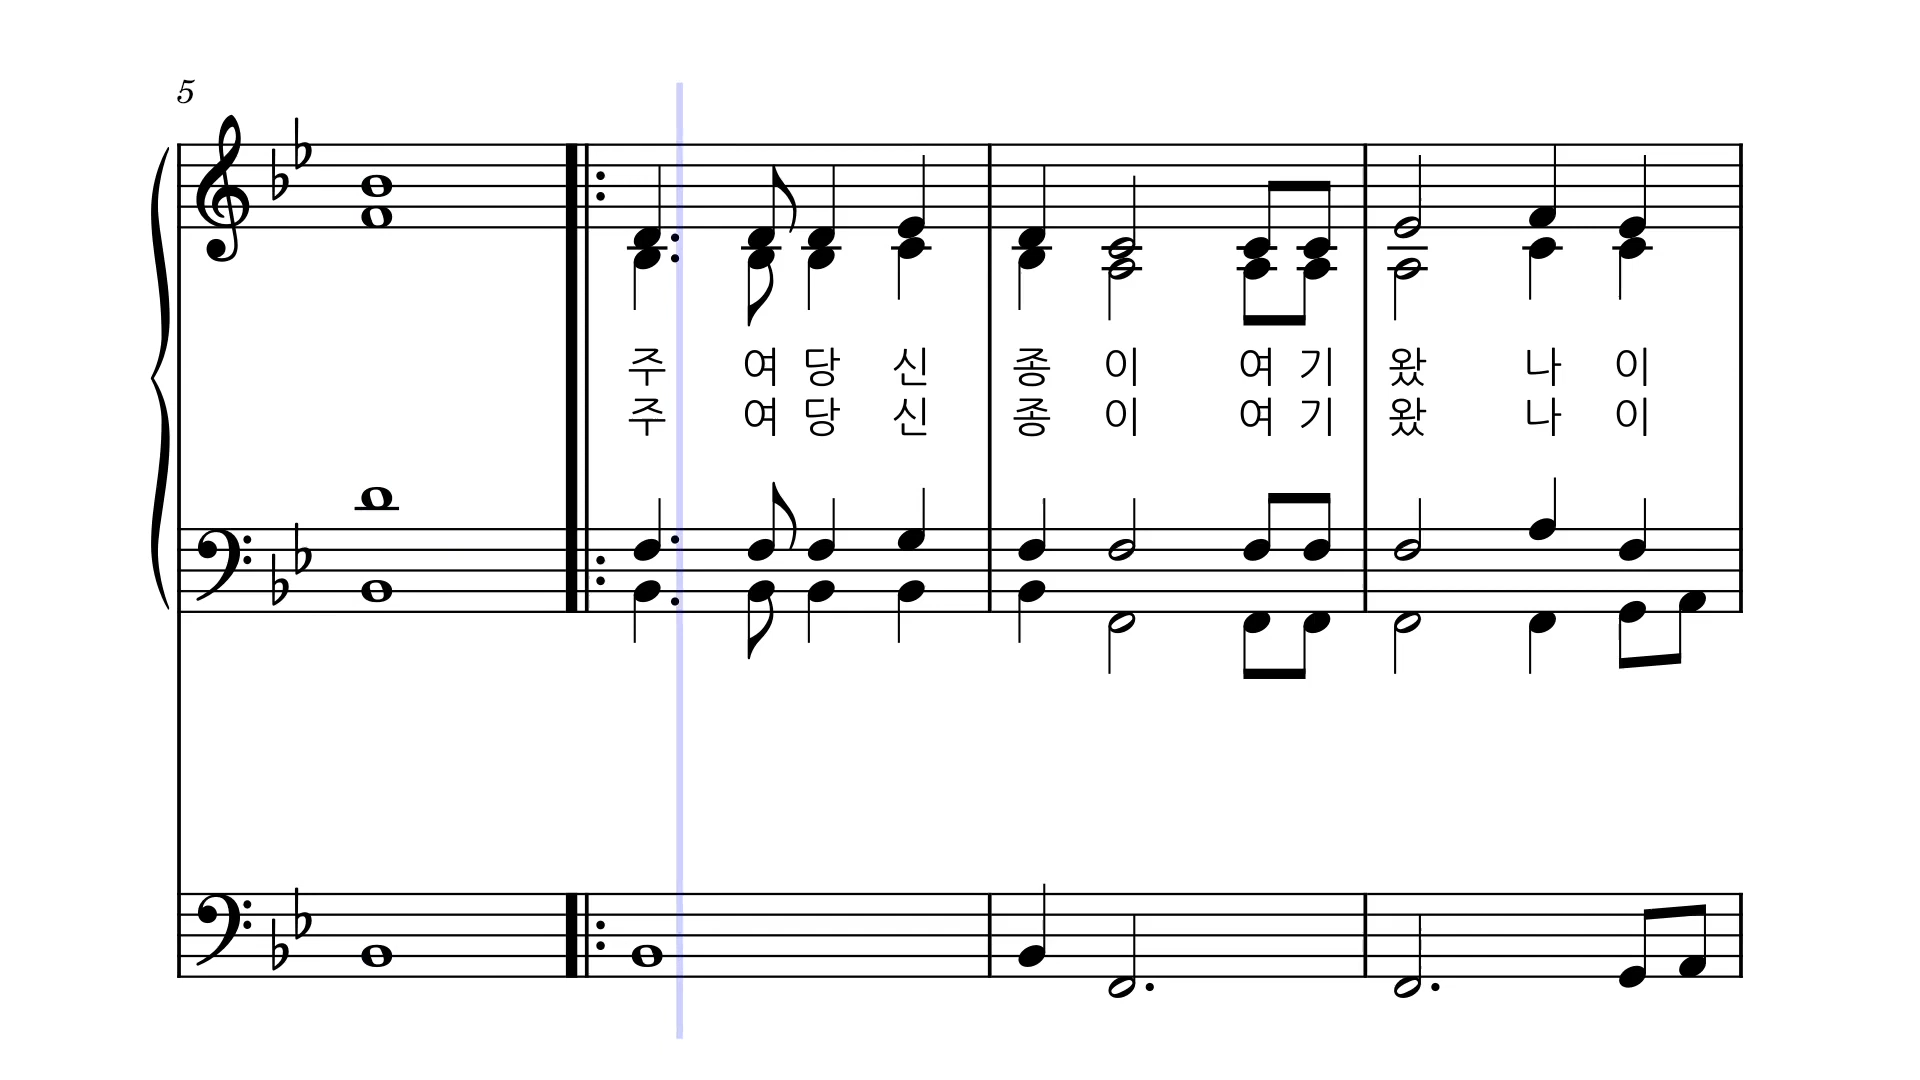 5
주 여 당 신 종 이 여 기 왔 나 이
주 여 당 신 종 이 여 기 왔 나 이